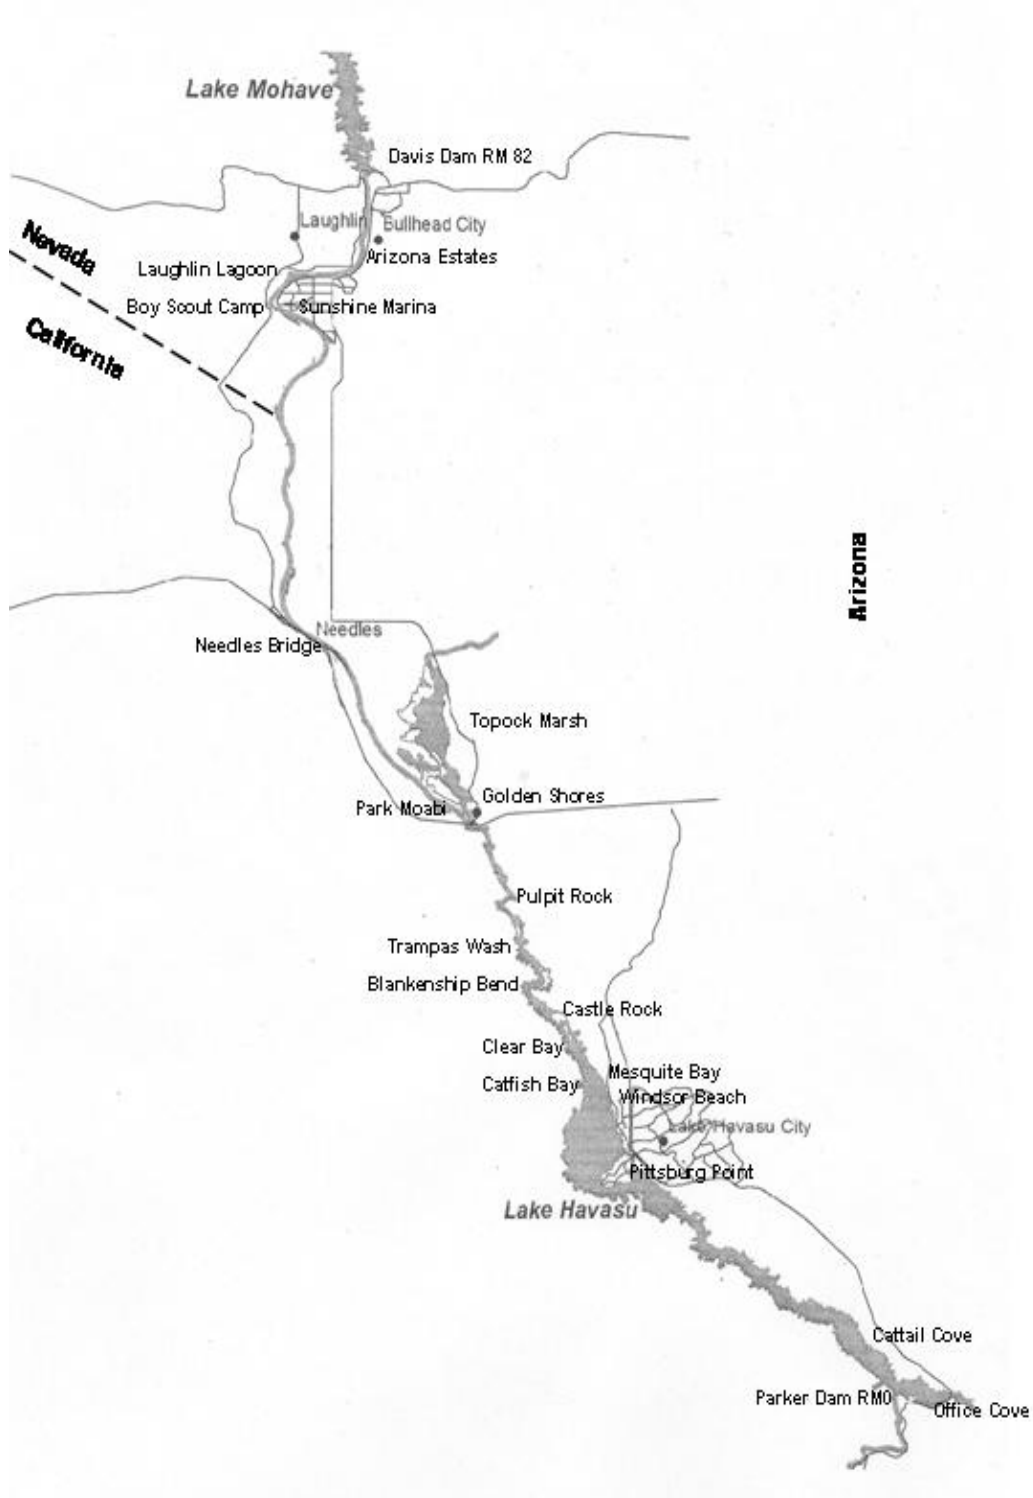 Lake Mohave
Davis Dam RM 82
Laughlin
Bullhead City
Nevada
Arizona Estates
Laughlin Lagoon
Boy Scout Camp
Sunshine Marina
California
Arizona
Needles
Needles Bridge
Topock Marsh
Golden Shores
Park Moabi
Pulpit Rock
Trampas Wash
Blankenship Bend
Castle Rock
Clear Bay
Mesquite Bay
Catfish Bay
Windsor Beach
Lake Havasu City
Pittsburg Point
Lake Havasu
Cattail Cove
Parker Dam RM0
Office Cove